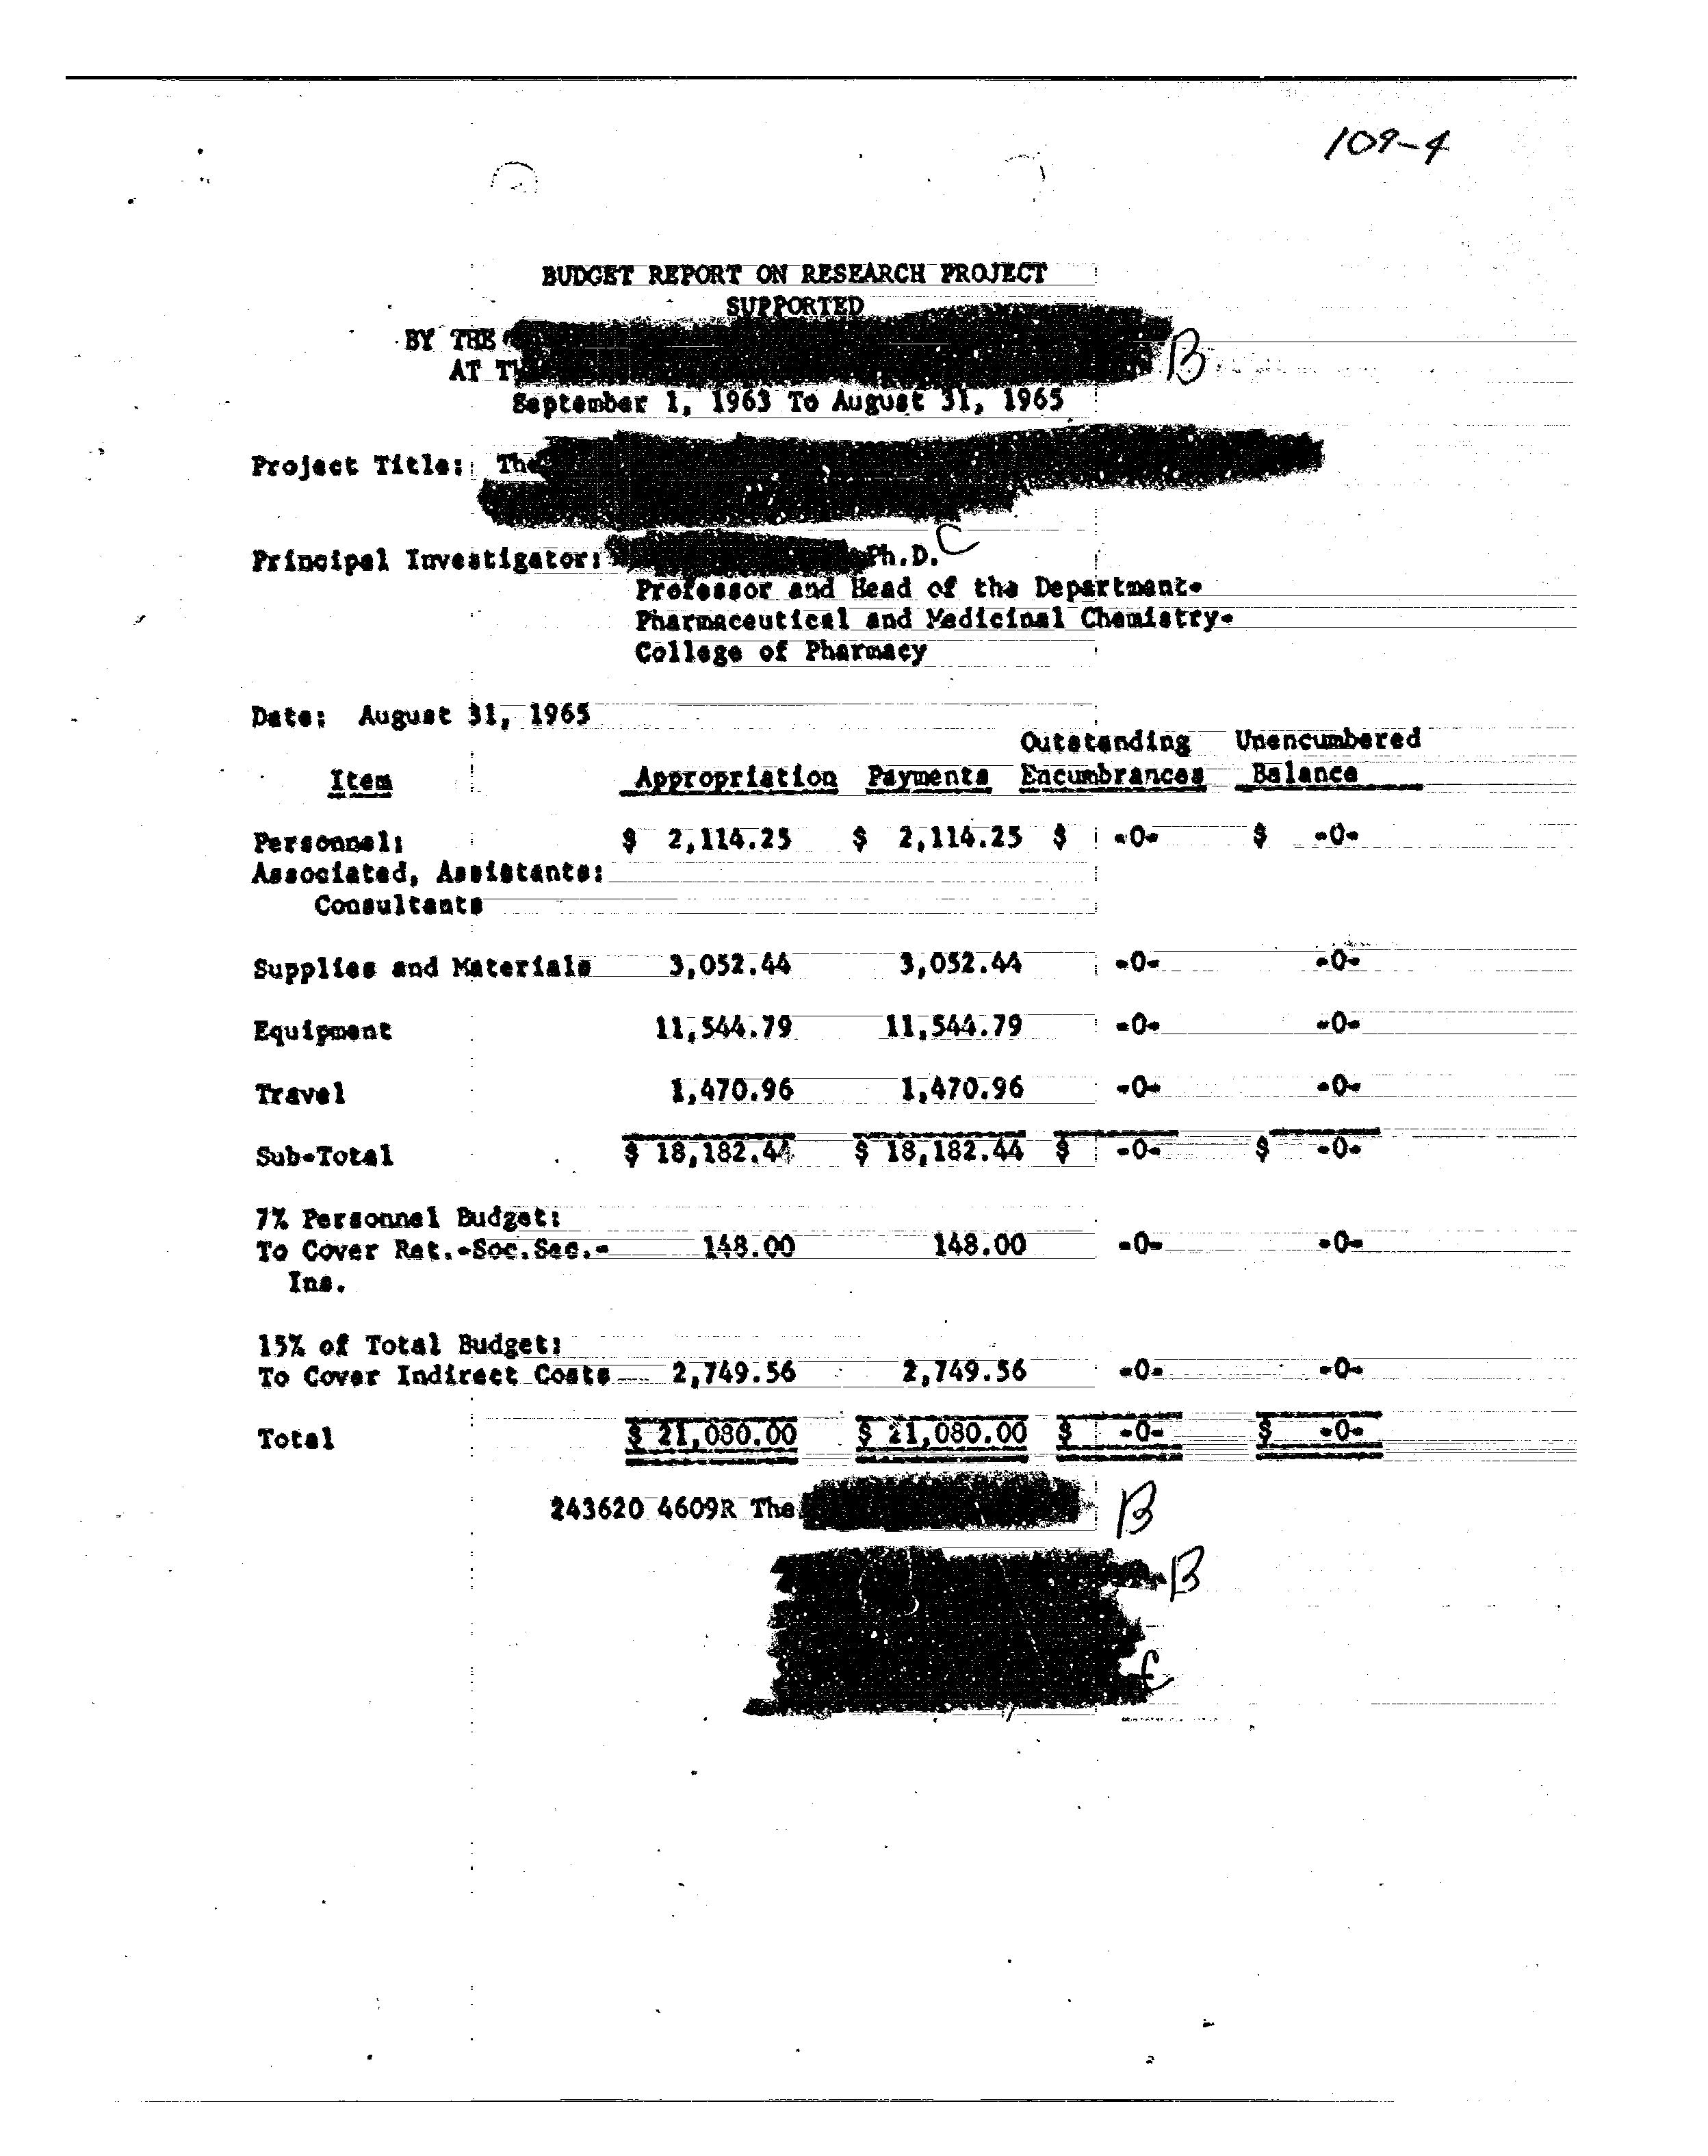 109-4
BUDGET REPORT ON RESEARCH PROJECT
SUPPORTED
BY THE
AT B
September 1, 1963 To August 31, 1965
Project Title: The
Principal Investigator: Ph.D. C
Professor and Head of the Department-
Pharmaceutical and Medicinal Chemistry-
College of Pharmacy
Date: August 31, 1965
Outstanding Unencumbered
Item Appropriation Payments Encumbrances Balance
Personnel: $ 2,114.25 $ 2,114.25 $ -0- $ -0-
Associated, Assistants:
Consultants
Supplies and Materials 3,052.44 3,052.44 -0- -0-
Equipment 11,544.79 11,544.79 -0- -0-
Travel 1,470.96 1,470.96 -0- -0-
Sub-Total $ 18,182.44 $ 18,182.44 $ -0- $ -0-
7% Personnel Budget:
To Cover Ret.-Soc.Sec.- 148.00 148.00 -0- -0-
Ins.
15% of Total Budget:
To Cover Indirect Costs 2,749.56 2,749.56 -0- -0-
Total $ 21,080.00 $ 21,080.00 $ -0- $ -0-
243620 4609R The B
B
C